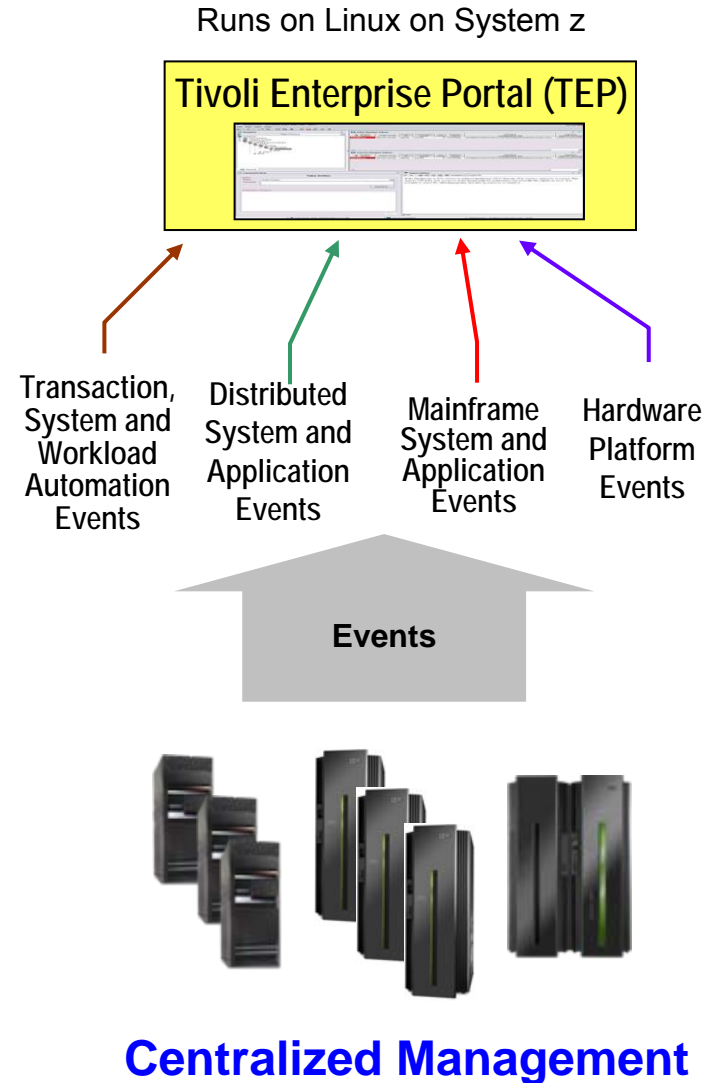 Runs on Linux on System z
Tivoli Enterprise Portal (TEP)
Transaction,
System and
Workload
Automation
Events
Distributed
System and
Application
Events
Mainframe
System and
Application
Events
Hardware
Platform
Events
Events
Centralized Management